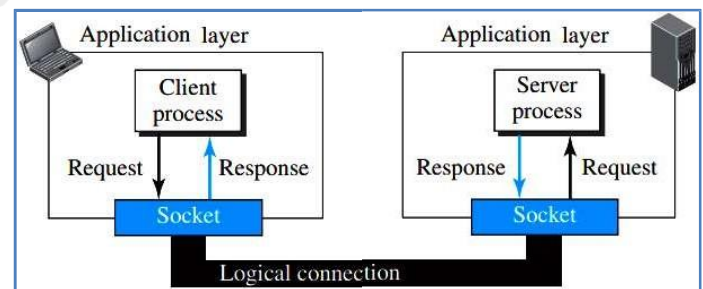 Application layer
Client
process
Request
Response
Socket
Application layer
Server
process
Response
Request
Socket
Logical connection